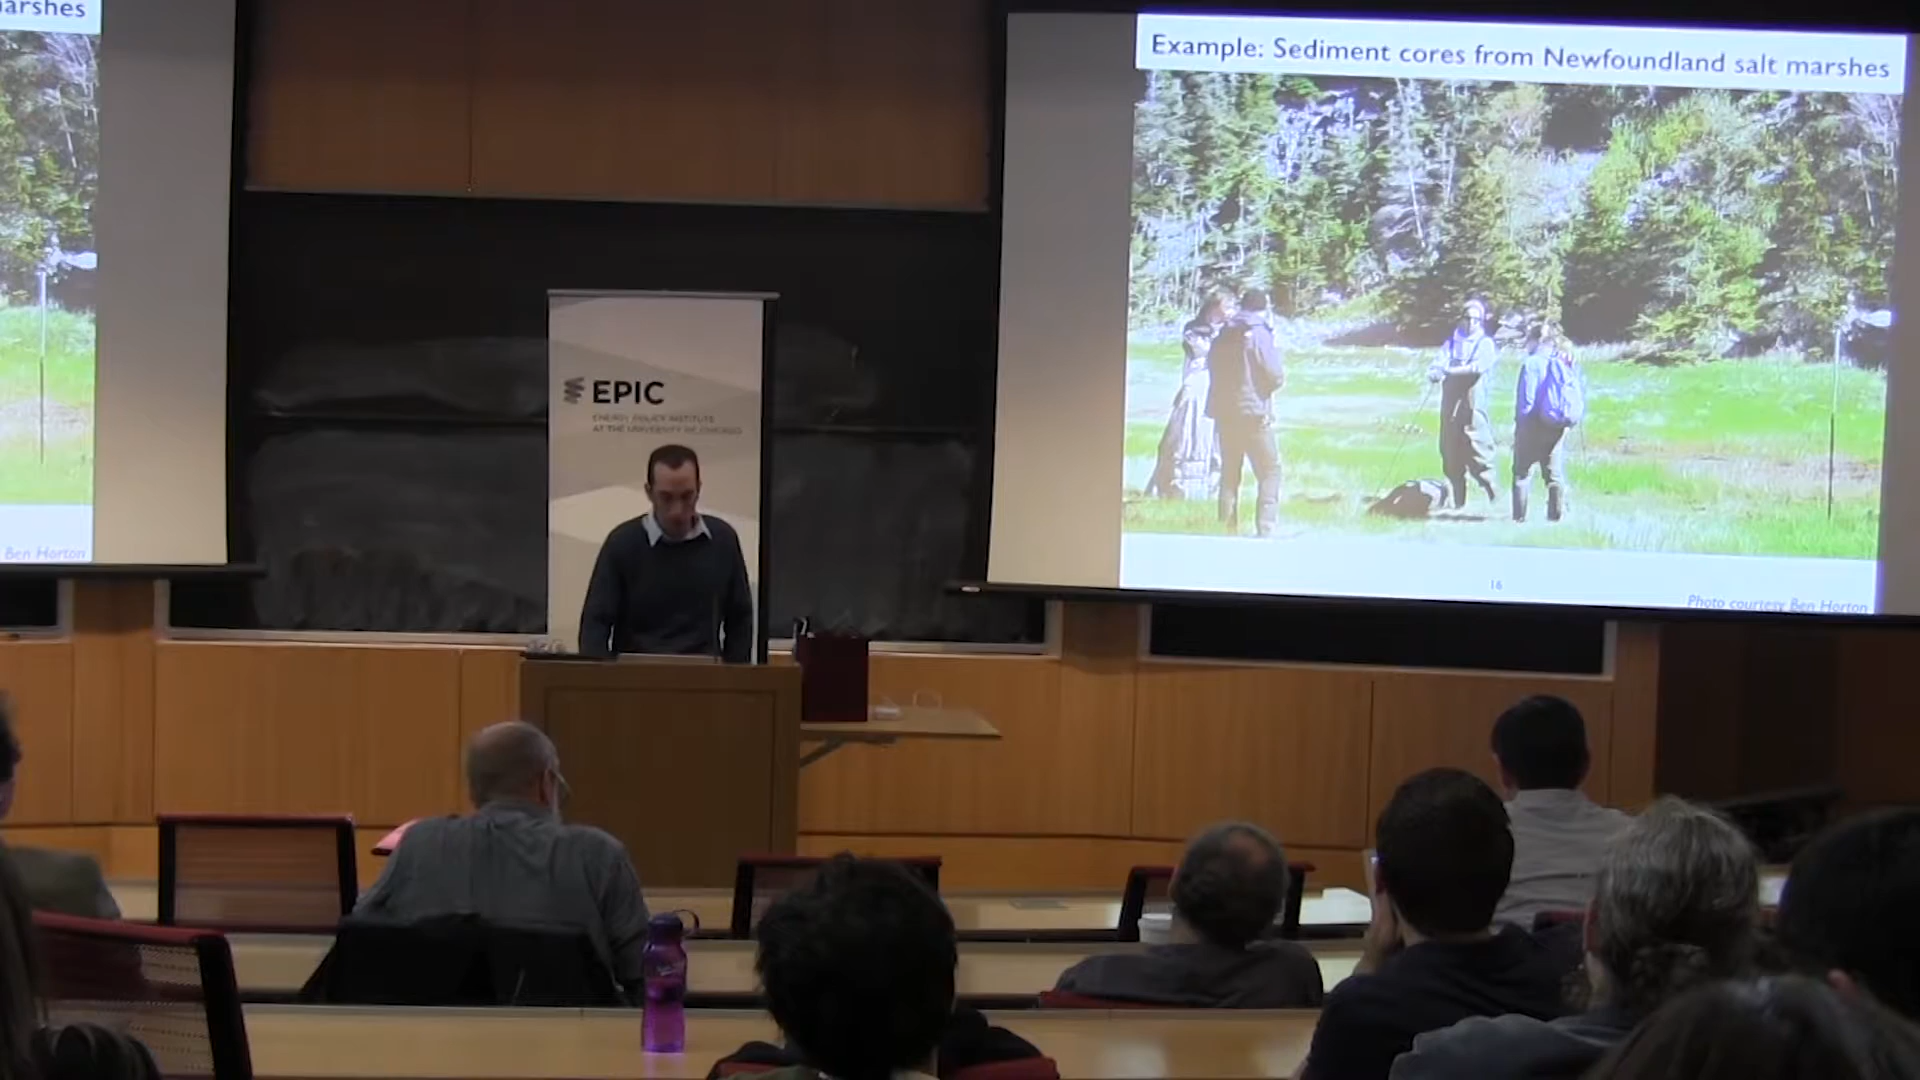 arshes
Ben Horton
EPIC
ENERGY POLICY INSTITUTE
AT THE UNIVERSITY OF CHICAGO
Example: Sediment cores from Newfoundland salt marshes
16
Photo courtesy Ben Horton